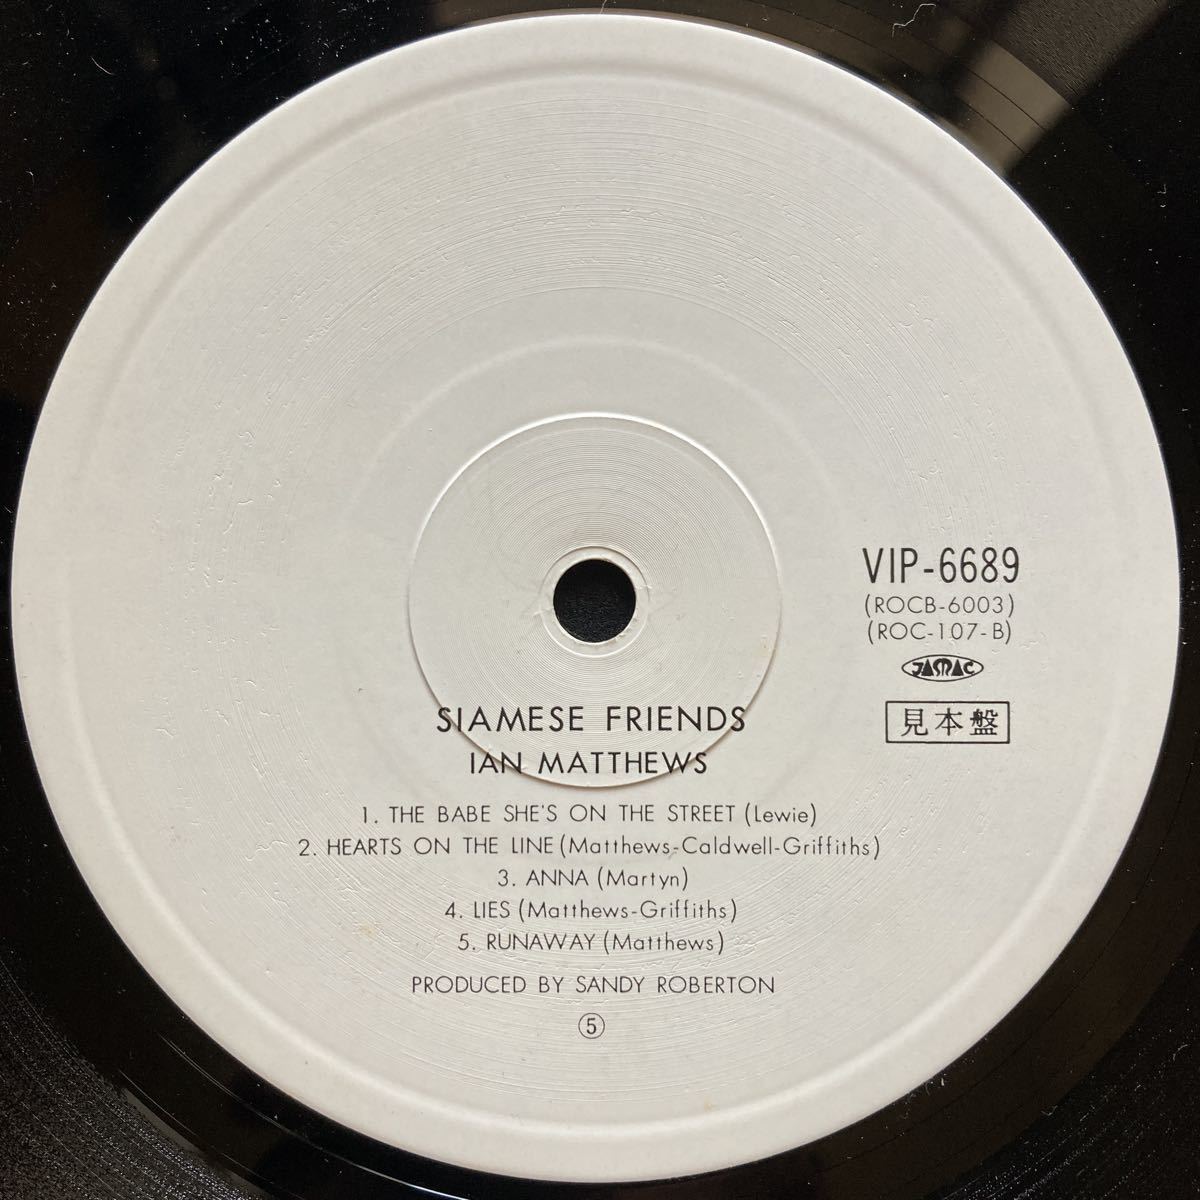 VIP-6689
(ROCB-6003)
(ROC-107-B)
JASRAC
見本盤
SIAMESE FRIENDS
IAN MATTHEWS
1. THE BABE SHE'S ON THE STREET (Lewie)
2. HEARTS ON THE LINE (Matthews-Caldwell-Griffiths)
3. ANNA (Martyn)
4. LIES (Matthews-Griffiths)
5. RUNAWAY (Matthews)
PRODUCED BY SANDY ROBERTON
⑤